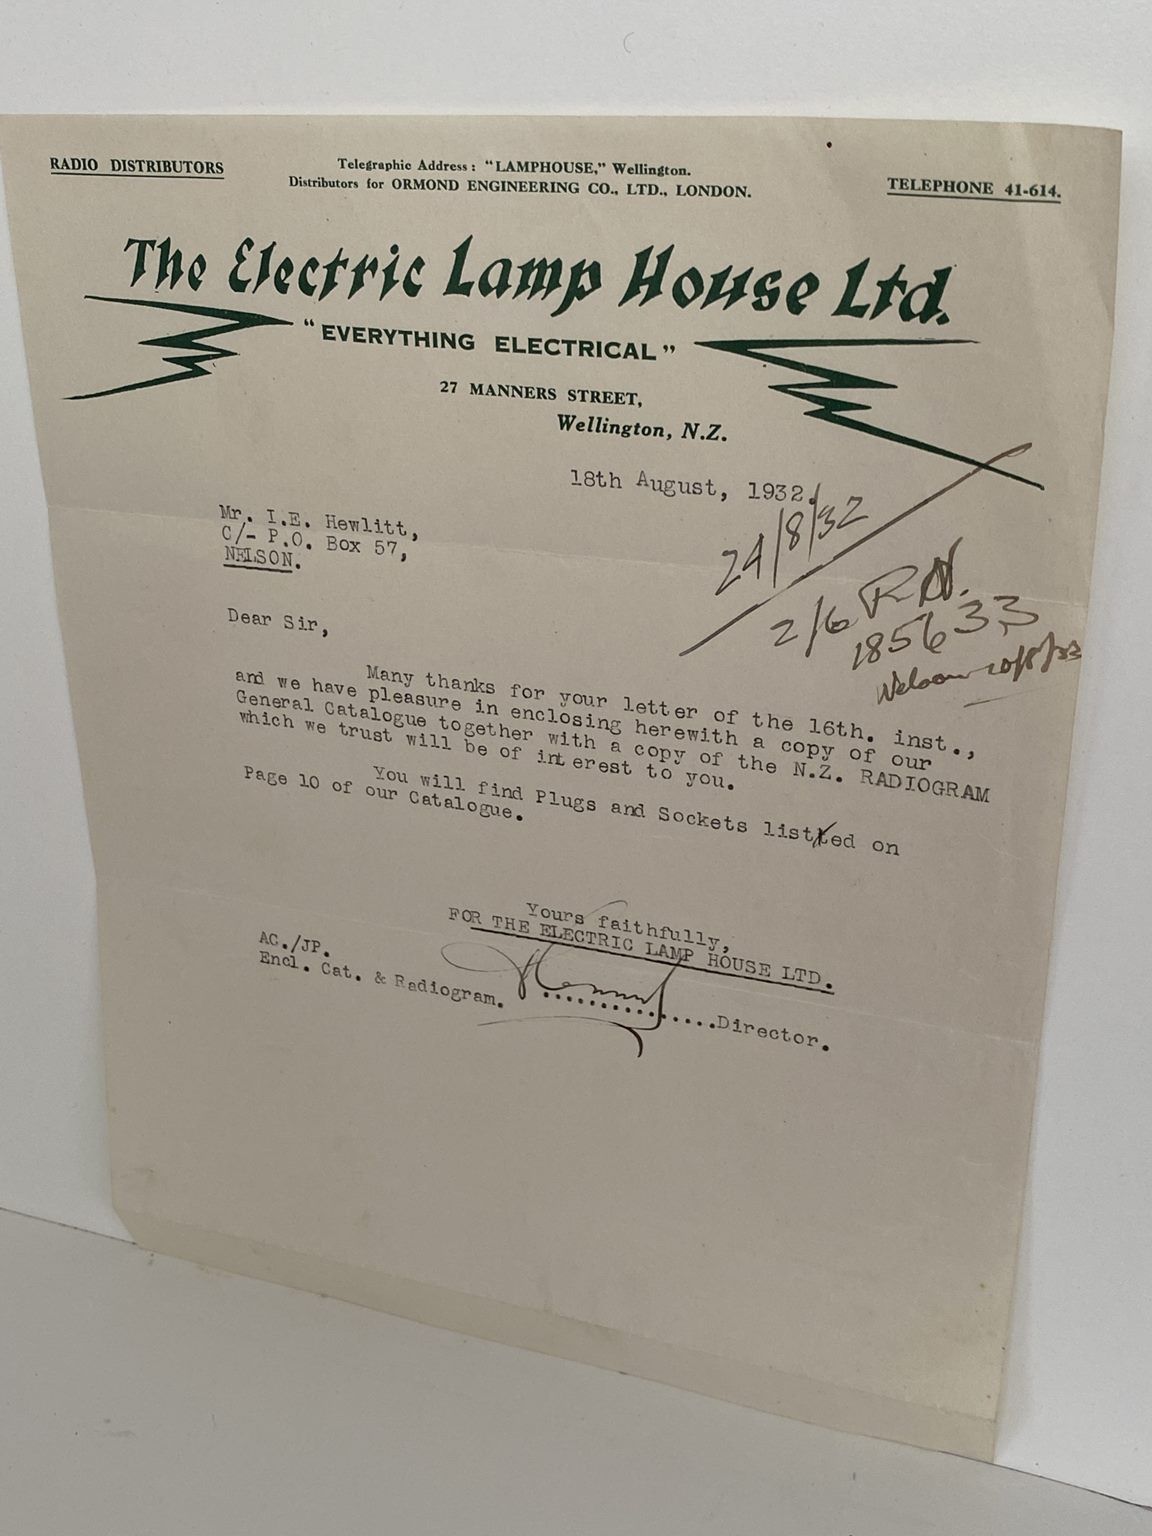 RADIO DISTRIBUTORS
Telegraphic Address: "LAMPHOUSE," Wellington.
Distributors for ORMOND ENGINEERING CO., LTD., LONDON.
TELEPHONE 41-614.
The Electric Lamp House Ltd.
"EVERYTHING ELECTRICAL"
27 MANNERS STREET,
Wellington, N.Z.
18th August, 1932.
24/8/32
2/6 R.N.
185633
10/8/33
Mr. I.E. Hewlitt,
C/- P.O. Box 57,
NELSON.
Dear Sir,
Many thanks for your letter of the 16th. inst.,
and we have pleasure in enclosing herewith a copy of our
General Catalogue together with a copy of the N.Z. RADIOGRAM
which we trust will be of interest to you.
You will find Plugs and Sockets listted on
Page 10 of our Catalogue.
Yours faithfully,
FOR THE ELECTRIC LAMP HOUSE LTD.
AC./JP.
Encl. Cat. & Radiogram.
...............Director.